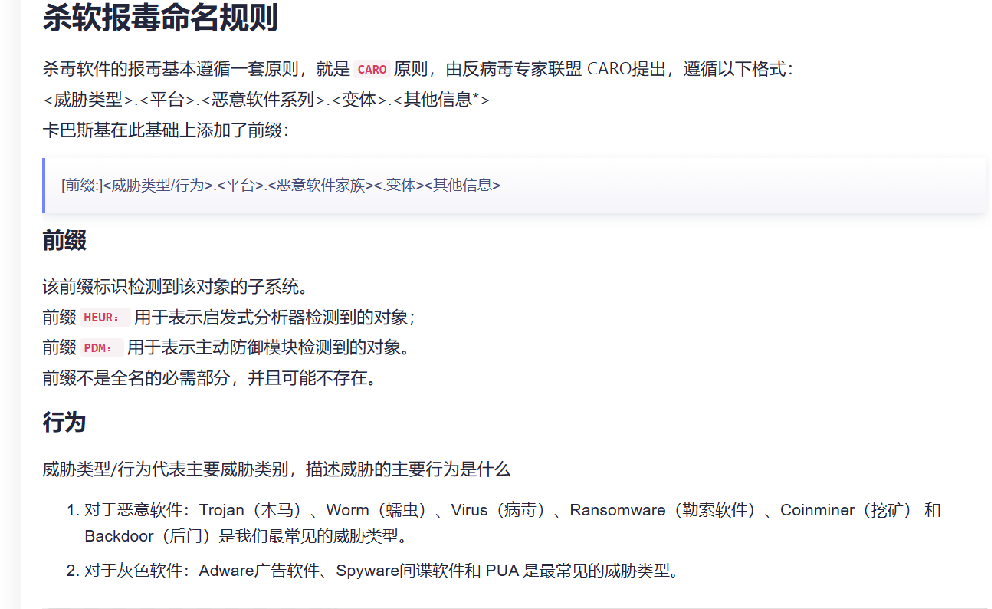 杀软报毒命名规则
杀毒软件的报毒基本遵循一套原则，就是 CARO 原则，由反病毒专家联盟 CARO提出，遵循以下格式：
<威胁类型>.<平台>.<恶意软件系列>.<变体>.<其他信息*>
卡巴斯基在此基础上添加了前缀：
[前缀:]<威胁类型/行为>.<平台>.<恶意软件家族><.变体><其他信息>
前缀
该前缀标识检测到该对象的子系统。
前缀 HEUR： 用于表示启发式分析器检测到的对象；
前缀 PDM： 用于表示主动防御模块检测到的对象。
前缀不是全名的必需部分，并且可能不存在。
行为
威胁类型/行为代表主要威胁类别，描述威胁的主要行为是什么
1. 对于恶意软件：Trojan（木马）、Worm（蠕虫）、Virus（病毒）、Ransomware（勒索软件）、Coinminer（挖矿） 和
Backdoor（后门）是我们最常见的威胁类型。
2. 对于灰色软件：Adware广告软件、Spyware间谍软件和 PUA 是最常见的威胁类型。